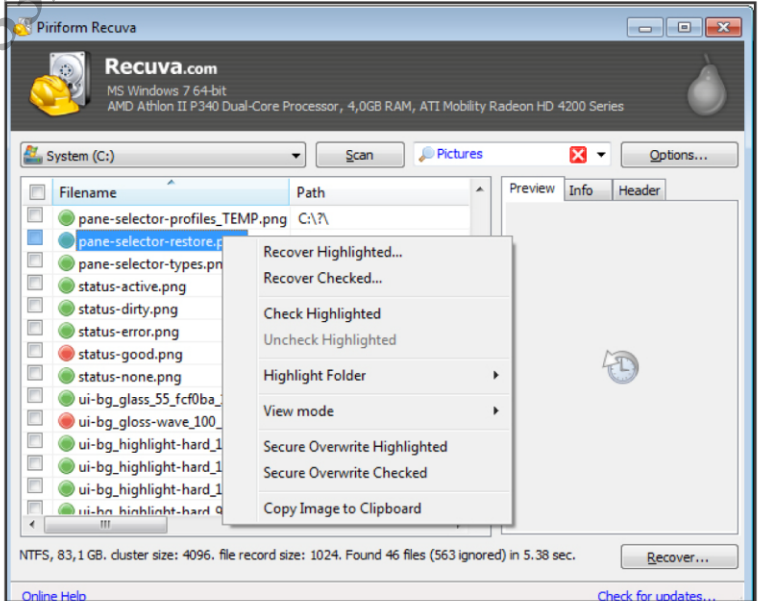 Piriform Recuva
Recuva.com
MS Windows 7 64-bit
AMD Athlon II P340 Dual-Core Processor, 4,0GB RAM, ATI Mobility Radeon HD 4200 Series
System (C:) Scan Pictures Options...
Filename Path Preview Info Header
pane-selector-profiles_TEMP.png C:\?\
pane-selector-restore.p
pane-selector-types.pn
status-active.png
status-dirty.png
status-error.png
status-good.png
status-none.png
ui-bg_glass_55_fcf0ba_
ui-bg_gloss-wave_100_
ui-bg_highlight-hard_1
ui-bg_highlight-hard_1
ui-bg_highlight-hard_1
ui-bg_highlight-hard_9
Recover Highlighted...
Recover Checked...
Check Highlighted
Uncheck Highlighted
Highlight Folder
View mode
Secure Overwrite Highlighted
Secure Overwrite Checked
Copy Image to Clipboard
NTFS, 83,1 GB. cluster size: 4096. file record size: 1024. Found 46 files (563 ignored) in 5.38 sec.
Recover...
Online Help Check for updates...